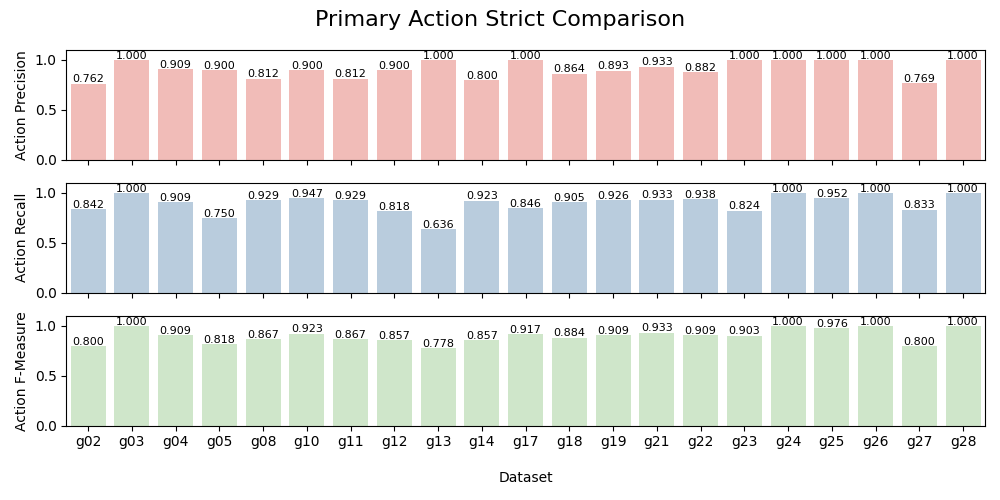 Primary Action Strict Comparison
Action Precision
1.0
0.5
0.0
0.762 1.000 0.909 0.900 0.812 0.900 0.812 0.900 1.000 0.800 1.000 0.864 0.893 0.933 0.882 1.000 1.000 1.000 1.000 0.769 1.000
Action Recall
1.0
0.5
0.0
0.842 1.000 0.909 0.750 0.929 0.947 0.929 0.818 0.636 0.923 0.846 0.905 0.926 0.933 0.938 0.824 1.000 0.952 1.000 0.833 1.000
Action F-Measure
1.0
0.5
0.0
0.800 1.000 0.909 0.818 0.867 0.923 0.867 0.857 0.778 0.857 0.917 0.884 0.909 0.933 0.909 0.903 1.000 0.976 1.000 0.800 1.000
g02 g03 g04 g05 g08 g10 g11 g12 g13 g14 g17 g18 g19 g21 g22 g23 g24 g25 g26 g27 g28
Dataset